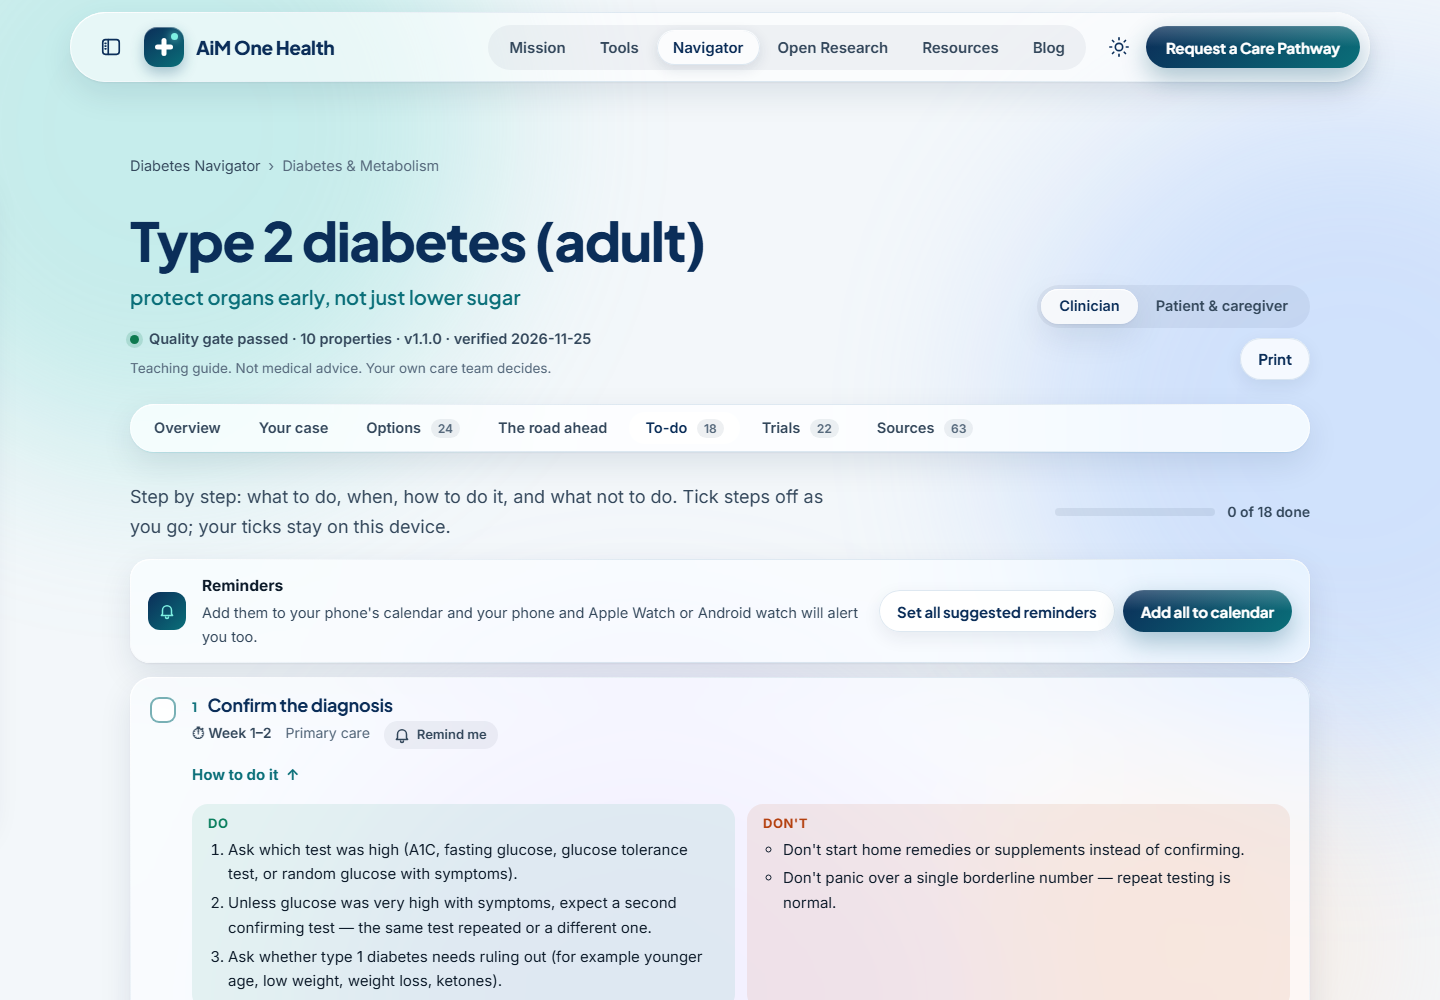 AiM One Health
Mission
Tools
Navigator
Open Research
Resources
Blog
Request a Care Pathway
Diabetes Navigator › Diabetes & Metabolism
Type 2 diabetes (adult)
protect organs early, not just lower sugar
Quality gate passed · 10 properties · v1.1.0 · verified 2026-11-25
Teaching guide. Not medical advice. Your own care team decides.
Clinician
Patient & caregiver
Print
Overview
Your case
Options 24
The road ahead
To-do 18
Trials 22
Sources 63
Step by step: what to do, when, how to do it, and what not to do. Tick steps off as
you go; your ticks stay on this device.
0 of 18 done
Reminders
Add them to your phone's calendar and your phone and Apple Watch or Android watch will alert
you too.
Set all suggested reminders
Add all to calendar
1 Confirm the diagnosis
Week 1–2 Primary care Remind me
How to do it ↑
DO
1. Ask which test was high (A1C, fasting glucose, glucose tolerance
test, or random glucose with symptoms).
2. Unless glucose was very high with symptoms, expect a second
confirming test — the same test repeated or a different one.
3. Ask whether type 1 diabetes needs ruling out (for example younger
age, low weight, weight loss, ketones).
DON'T
Don't start home remedies or supplements instead of confirming.
Don't panic over a single borderline number — repeat testing is
normal.